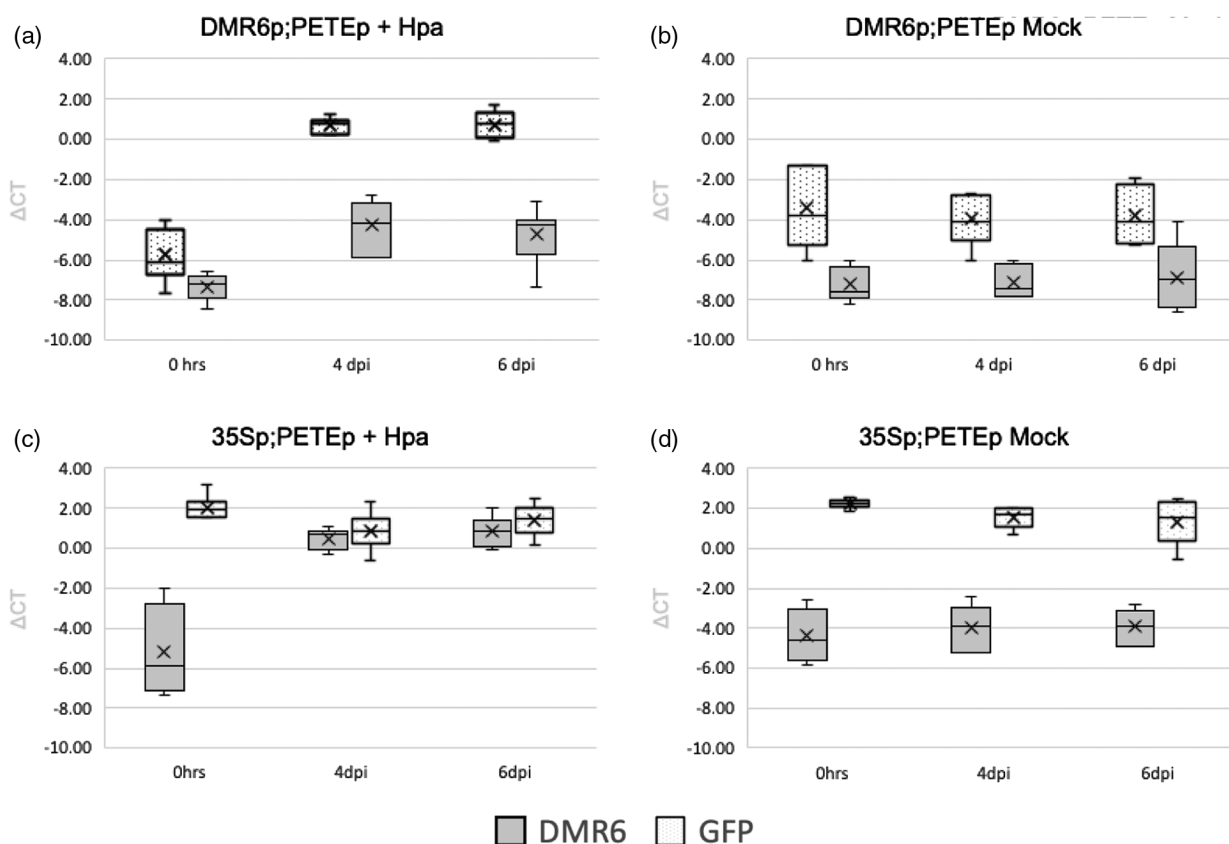 (a) DMR6p;PETEp + Hpa
4.00
2.00
0.00
-2.00
-4.00
-6.00
-8.00
-10.00
ΔCT
0 hrs 4 dpi 6 dpi
(b) DMR6p;PETEp Mock
4.00
2.00
0.00
-2.00
-4.00
-6.00
-8.00
-10.00
ΔCT
0 hrs 4 dpi 6 dpi
(c) 35Sp;PETEp + Hpa
4.00
2.00
0.00
-2.00
-4.00
-6.00
-8.00
-10.00
ΔCT
0hrs 4dpi 6dpi
(d) 35Sp;PETEp Mock
4.00
2.00
0.00
-2.00
-4.00
-6.00
-8.00
-10.00
ΔCT
0hrs 4dpi 6dpi
DMR6 GFP